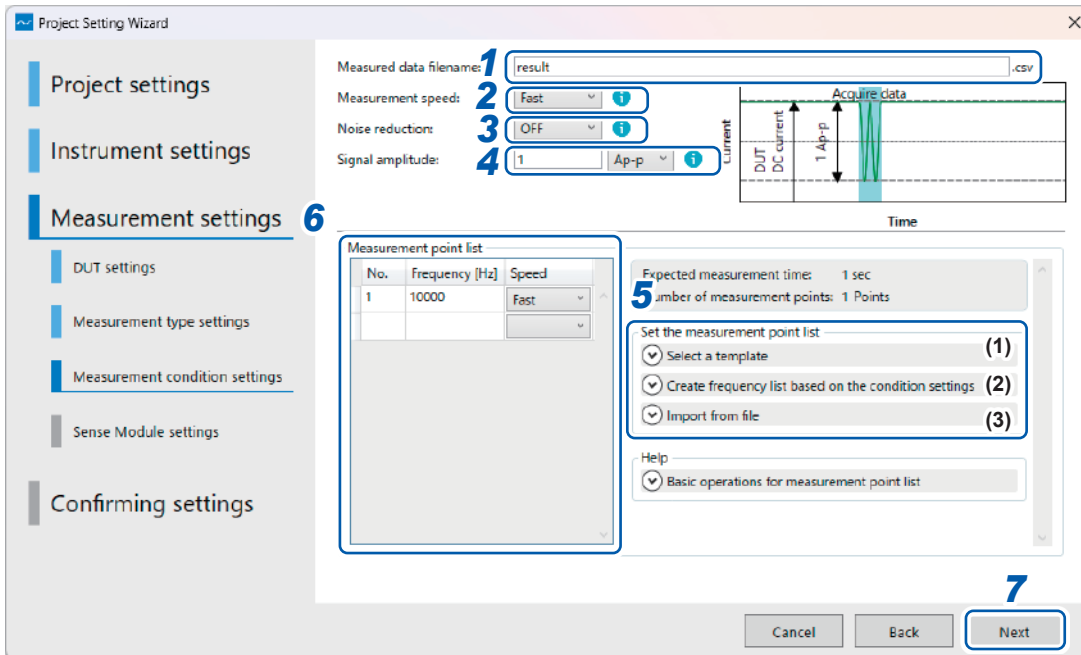 Project Setting Wizard
Project settings
Instrument settings
Measurement settings
DUT settings
Measurement type settings
Measurement condition settings
Sense Module settings
Confirming settings
Measured data filename: 1 result .csv
Measurement speed: 2 Fast
Noise reduction: 3 OFF
Signal amplitude: 4 1 Ap-p
Acquire data
Current
DUT
DC current
1 Ap-p
Time
6
Measurement point list
No. Frequency [Hz] Speed
1 10000 Fast
Expected measurement time: 1 sec
Number of measurement points: 1 Points
5
Set the measurement point list
Select a template (1)
Create frequency list based on the condition settings (2)
Import from file (3)
Help
Basic operations for measurement point list
7
Cancel Back Next